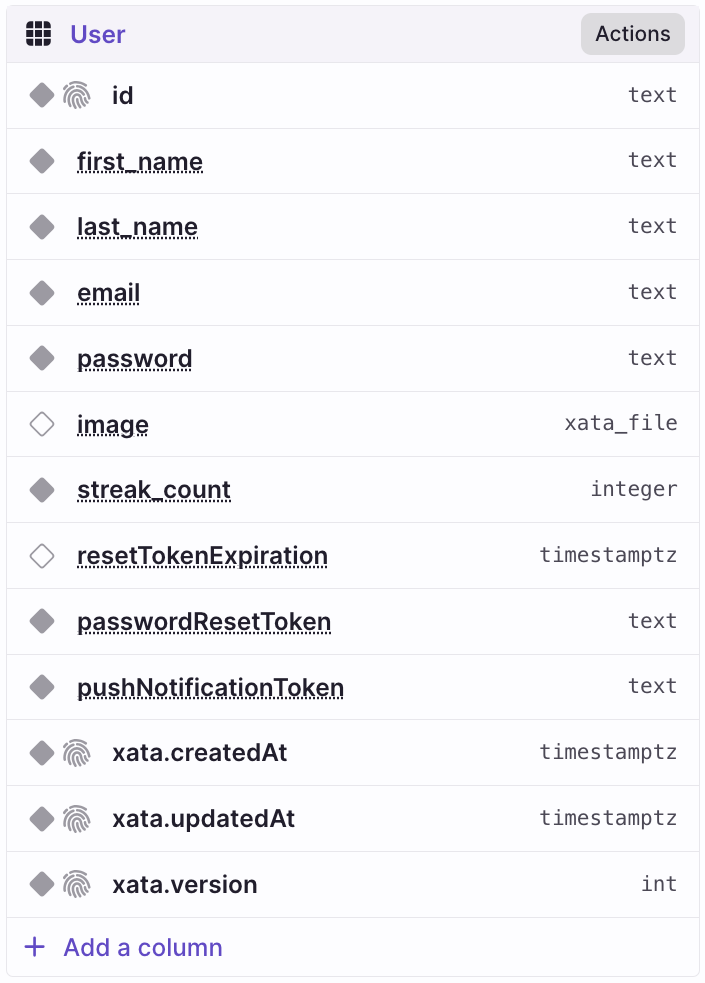 User Actions
id text
first_name text
last_name text
email text
password text
image xata_file
streak_count integer
resetTokenExpiration timestamptz
passwordResetToken text
pushNotificationToken text
xata.createdAt timestamptz
xata.updatedAt timestamptz
xata.version int
+ Add a column